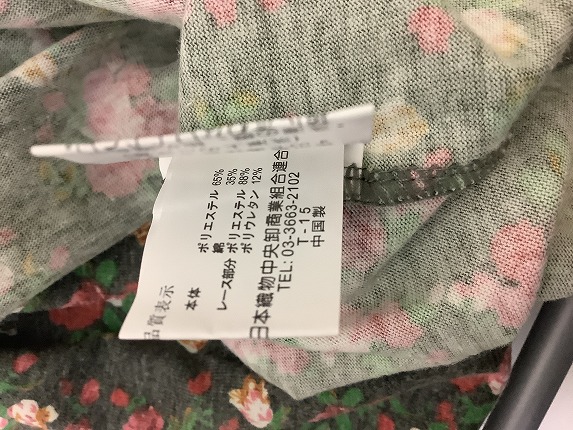 品質表示
本体 ポリエステル 65%
綿 35%
レース部分 ポリエステル 88%
ポリウレタン 12%
日本織物中央卸商業組合連合
TEL: 03-3663-2102
T-15
中国製